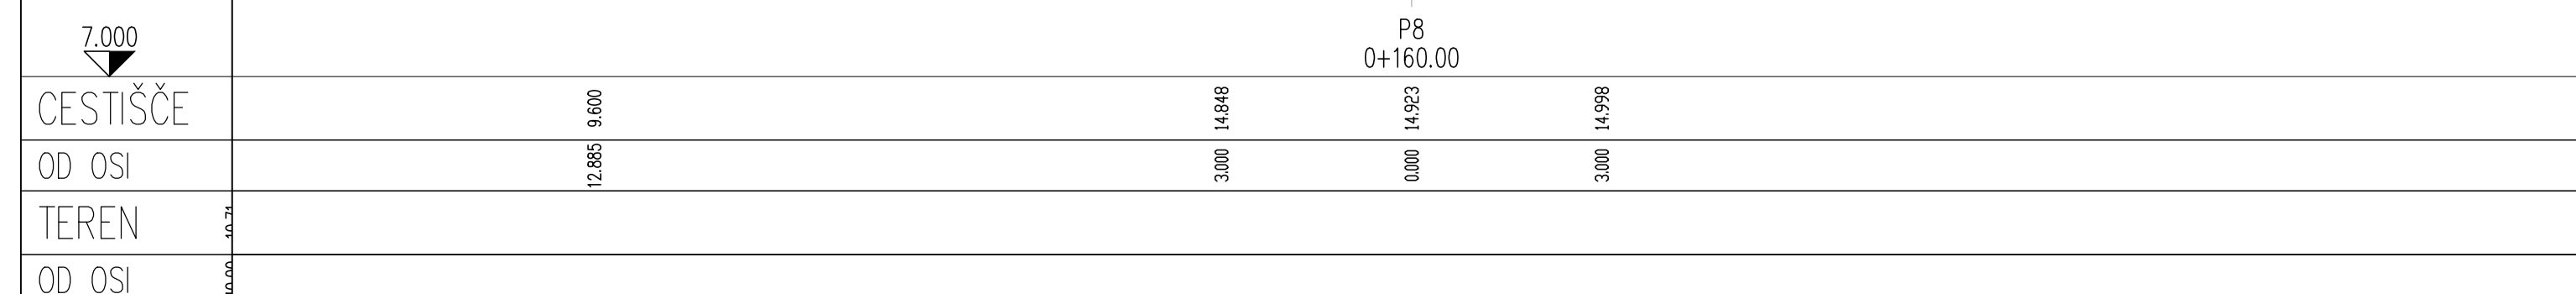 7.000
P8
0+160.00
CESTIŠČE 9.600 14.848 14.923 14.998
OD OSI 12.885 3.000 0.000 3.000
TEREN
OD OSI